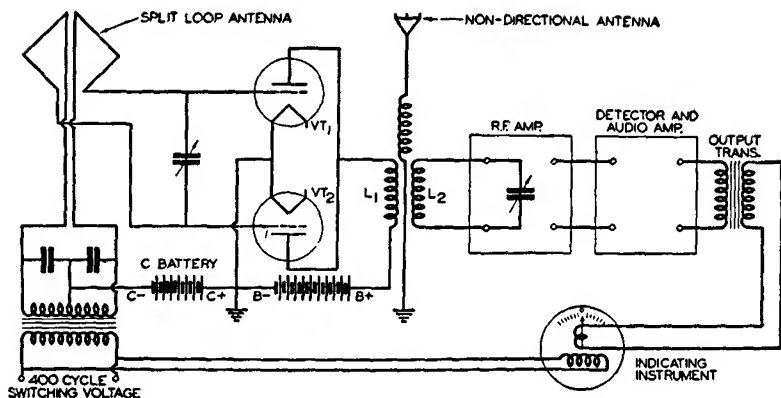 SPLIT LOOP ANTENNA
NON-DIRECTIONAL ANTENNA
VT1
R.F. AMP.
DETECTOR AND
AUDIO AMP.
OUTPUT
TRANS.
L1
L2
VT2
C BATTERY
C-
C+
B-
B+
400 CYCLE
SWITCHING VOLTAGE
INDICATING
INSTRUMENT